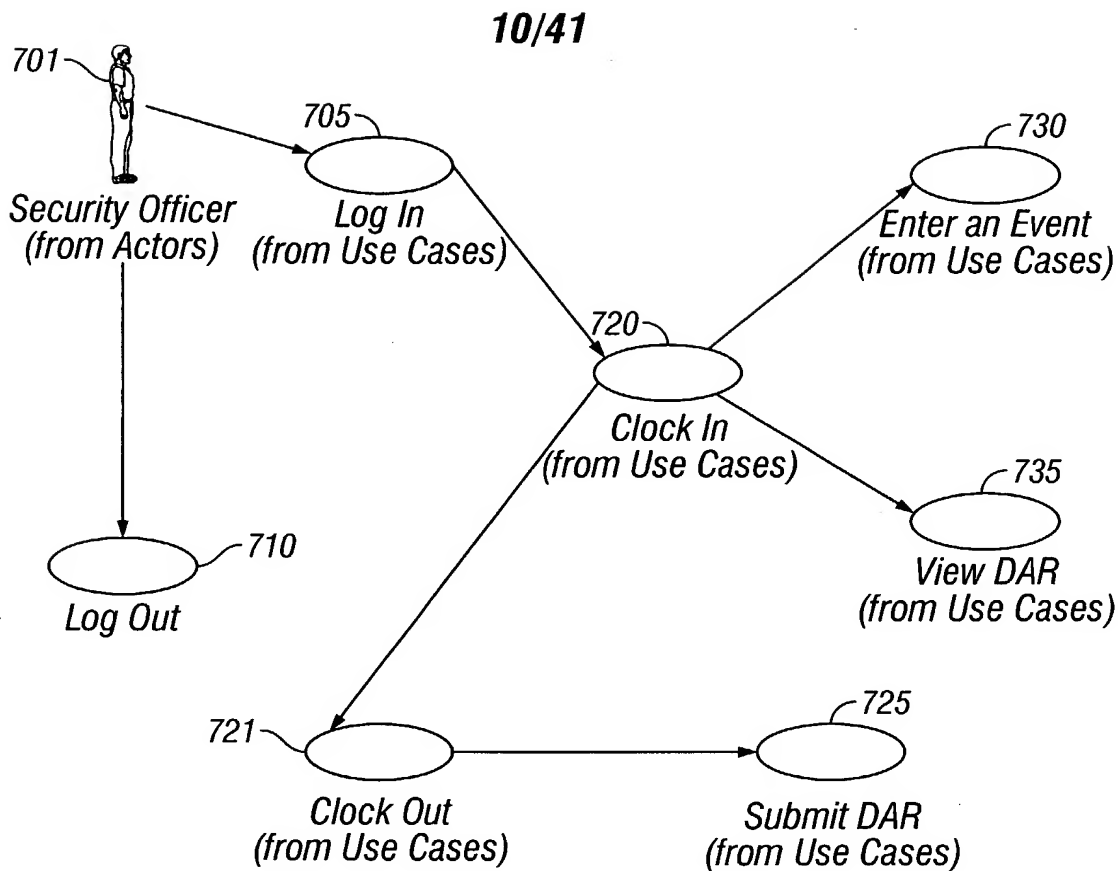 10/41
701
Security Officer
(from Actors)
705
Log In
(from Use Cases)
730
Enter an Event
(from Use Cases)
720
Clock In
(from Use Cases)
735
View DAR
(from Use Cases)
710
Log Out
721
Clock Out
(from Use Cases)
725
Submit DAR
(from Use Cases)